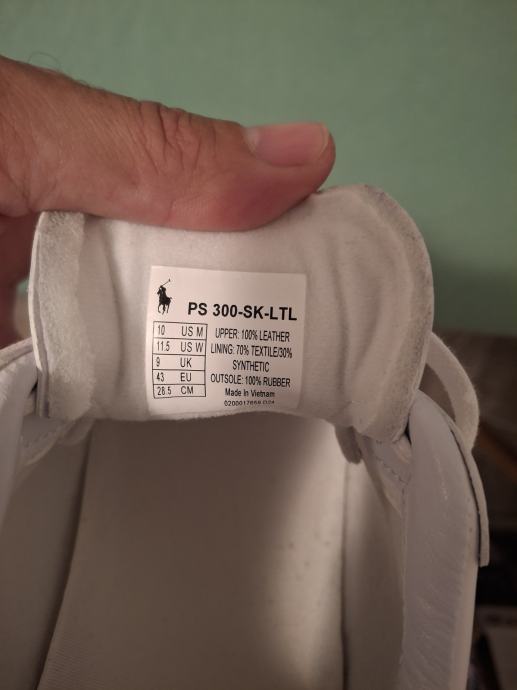 PS 300-SK-LTL
10 US M
11.5 US W
9 UK
43 EU
28.5 CM
UPPER: 100% LEATHER
LINING: 70% TEXTILE/30%
SYNTHETIC
OUTSOLE: 100% RUBBER
Made In Vietnam